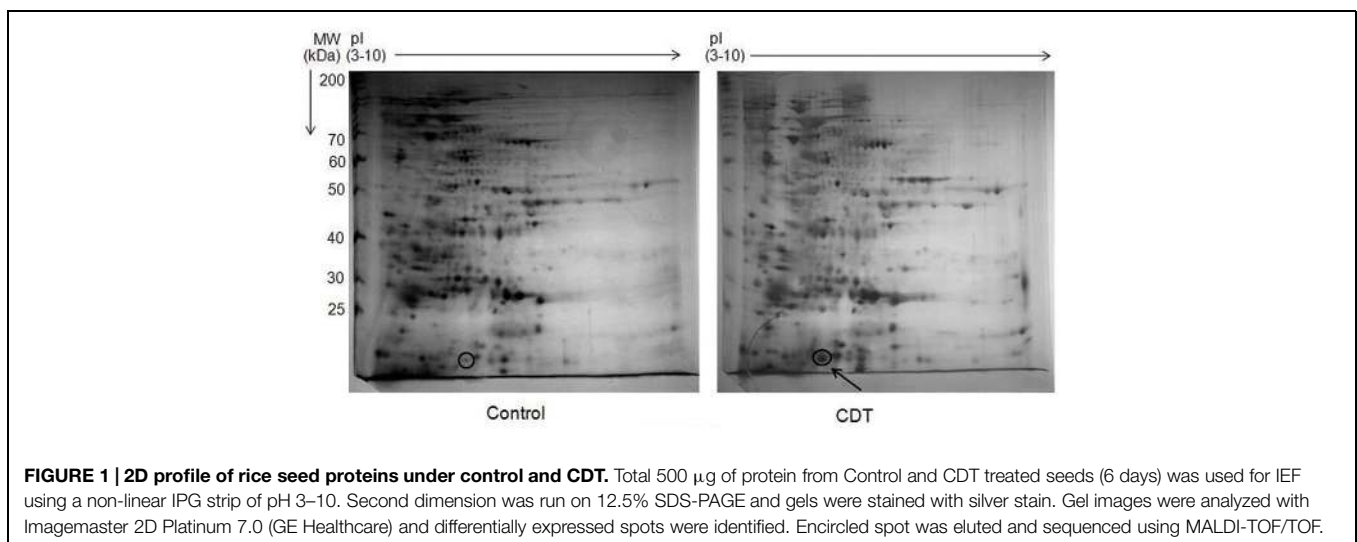 MW pI pI
(kDa) (3-10) (3-10)
200
70
60
50
40
30
25
Control CDT
FIGURE 1 | 2D profile of rice seed proteins under control and CDT. Total 500 μg of protein from Control and CDT treated seeds (6 days) was used for IEF
using a non-linear IPG strip of pH 3–10. Second dimension was run on 12.5% SDS-PAGE and gels were stained with silver stain. Gel images were analyzed with
Imagemaster 2D Platinum 7.0 (GE Healthcare) and differentially expressed spots were identified. Encircled spot was eluted and sequenced using MALDI-TOF/TOF.